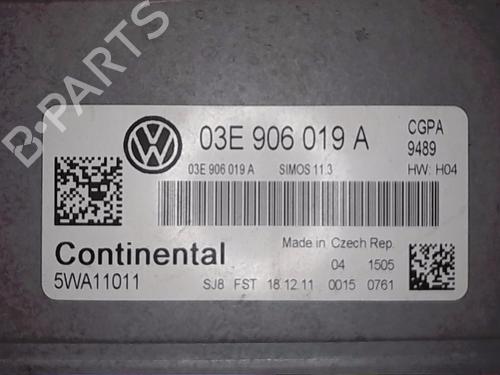 B-PARTS
03E 906 019 A
CGPA
9489
03E 906 019 A SIMOS 11.3
HW: H04
Continental
5WA11011
Made in Czech Rep.
04 1505
SJ8 FST 18.12.11 0015 0761